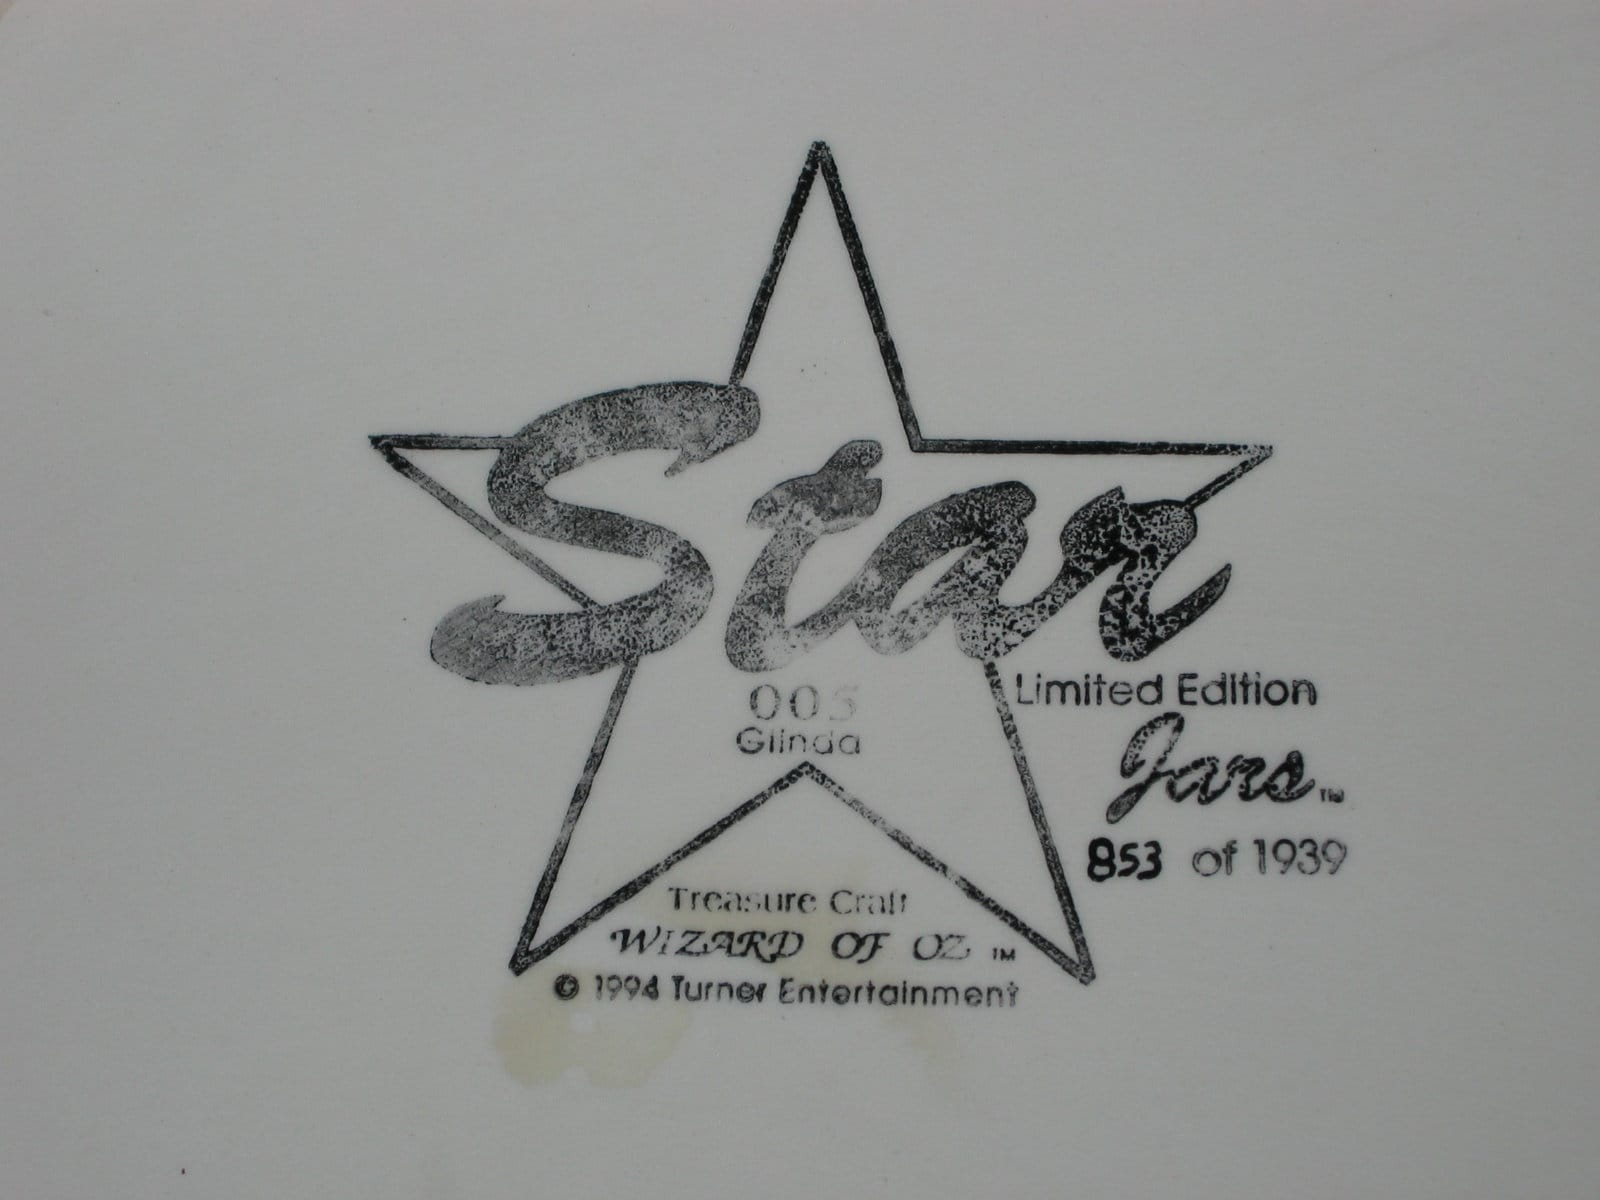 Star
005
Glinda
Limited Edition
Jars™
853 of 1939
Treasure Craft
WIZARD OF OZ ™
© 1994 Turner Entertainment